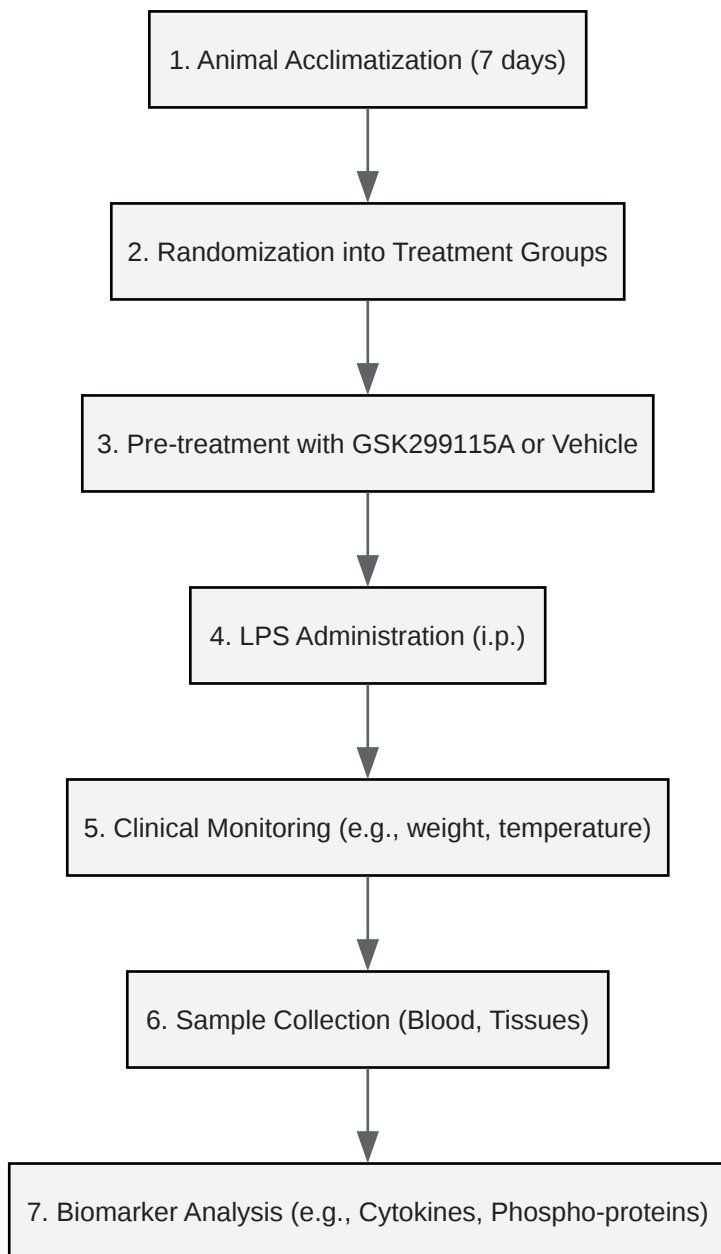 1. Animal Acclimatization (7 days)
2. Randomization into Treatment Groups
3. Pre-treatment with GSK299115A or Vehicle
4. LPS Administration (i.p.)
5. Clinical Monitoring (e.g., weight, temperature)
6. Sample Collection (Blood, Tissues)
7. Biomarker Analysis (e.g., Cytokines, Phospho-proteins)